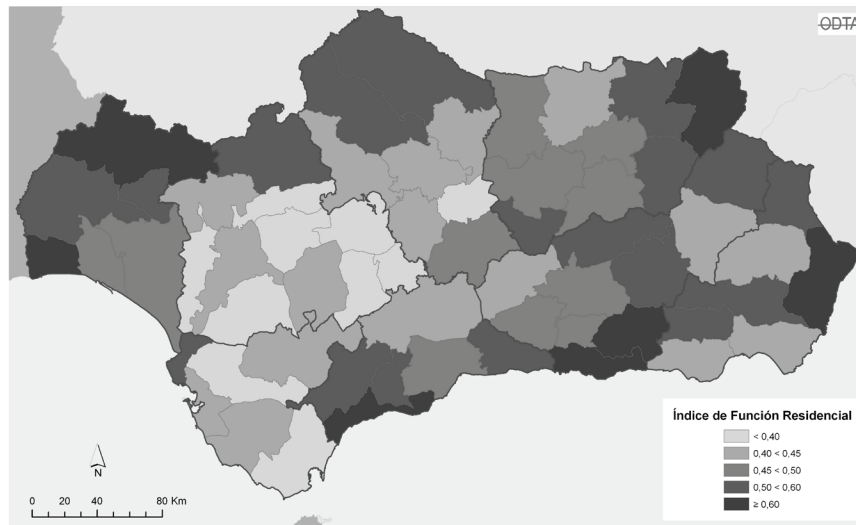 ODTA
Índice de Función Residencial
< 0,40
0,40 < 0,45
0,45 < 0,50
0,50 < 0,60
≥ 0,60
N
0 20 40 80 Km